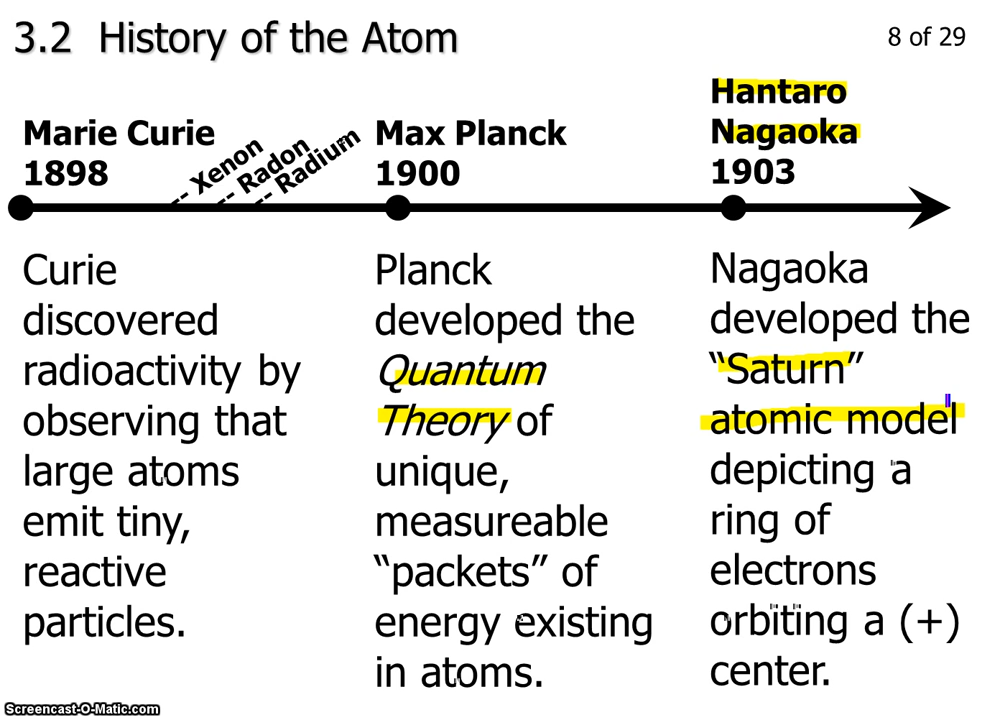 3.2 History of the Atom
8 of 29
Marie Curie
1898
-- Xenon
-- Radon
-- Radium
Max Planck
1900
Hantaro
Nagaoka
1903
Curie
discovered
radioactivity by
observing that
large atoms
emit tiny,
reactive
particles.
Planck
developed the
Quantum
Theory of
unique,
measureable
“packets” of
energy existing
in atoms.
Nagaoka
developed the
“Saturn”
atomic model
depicting a
ring of
electrons
orbiting a (+)
center.
Screencast-O-Matic.com